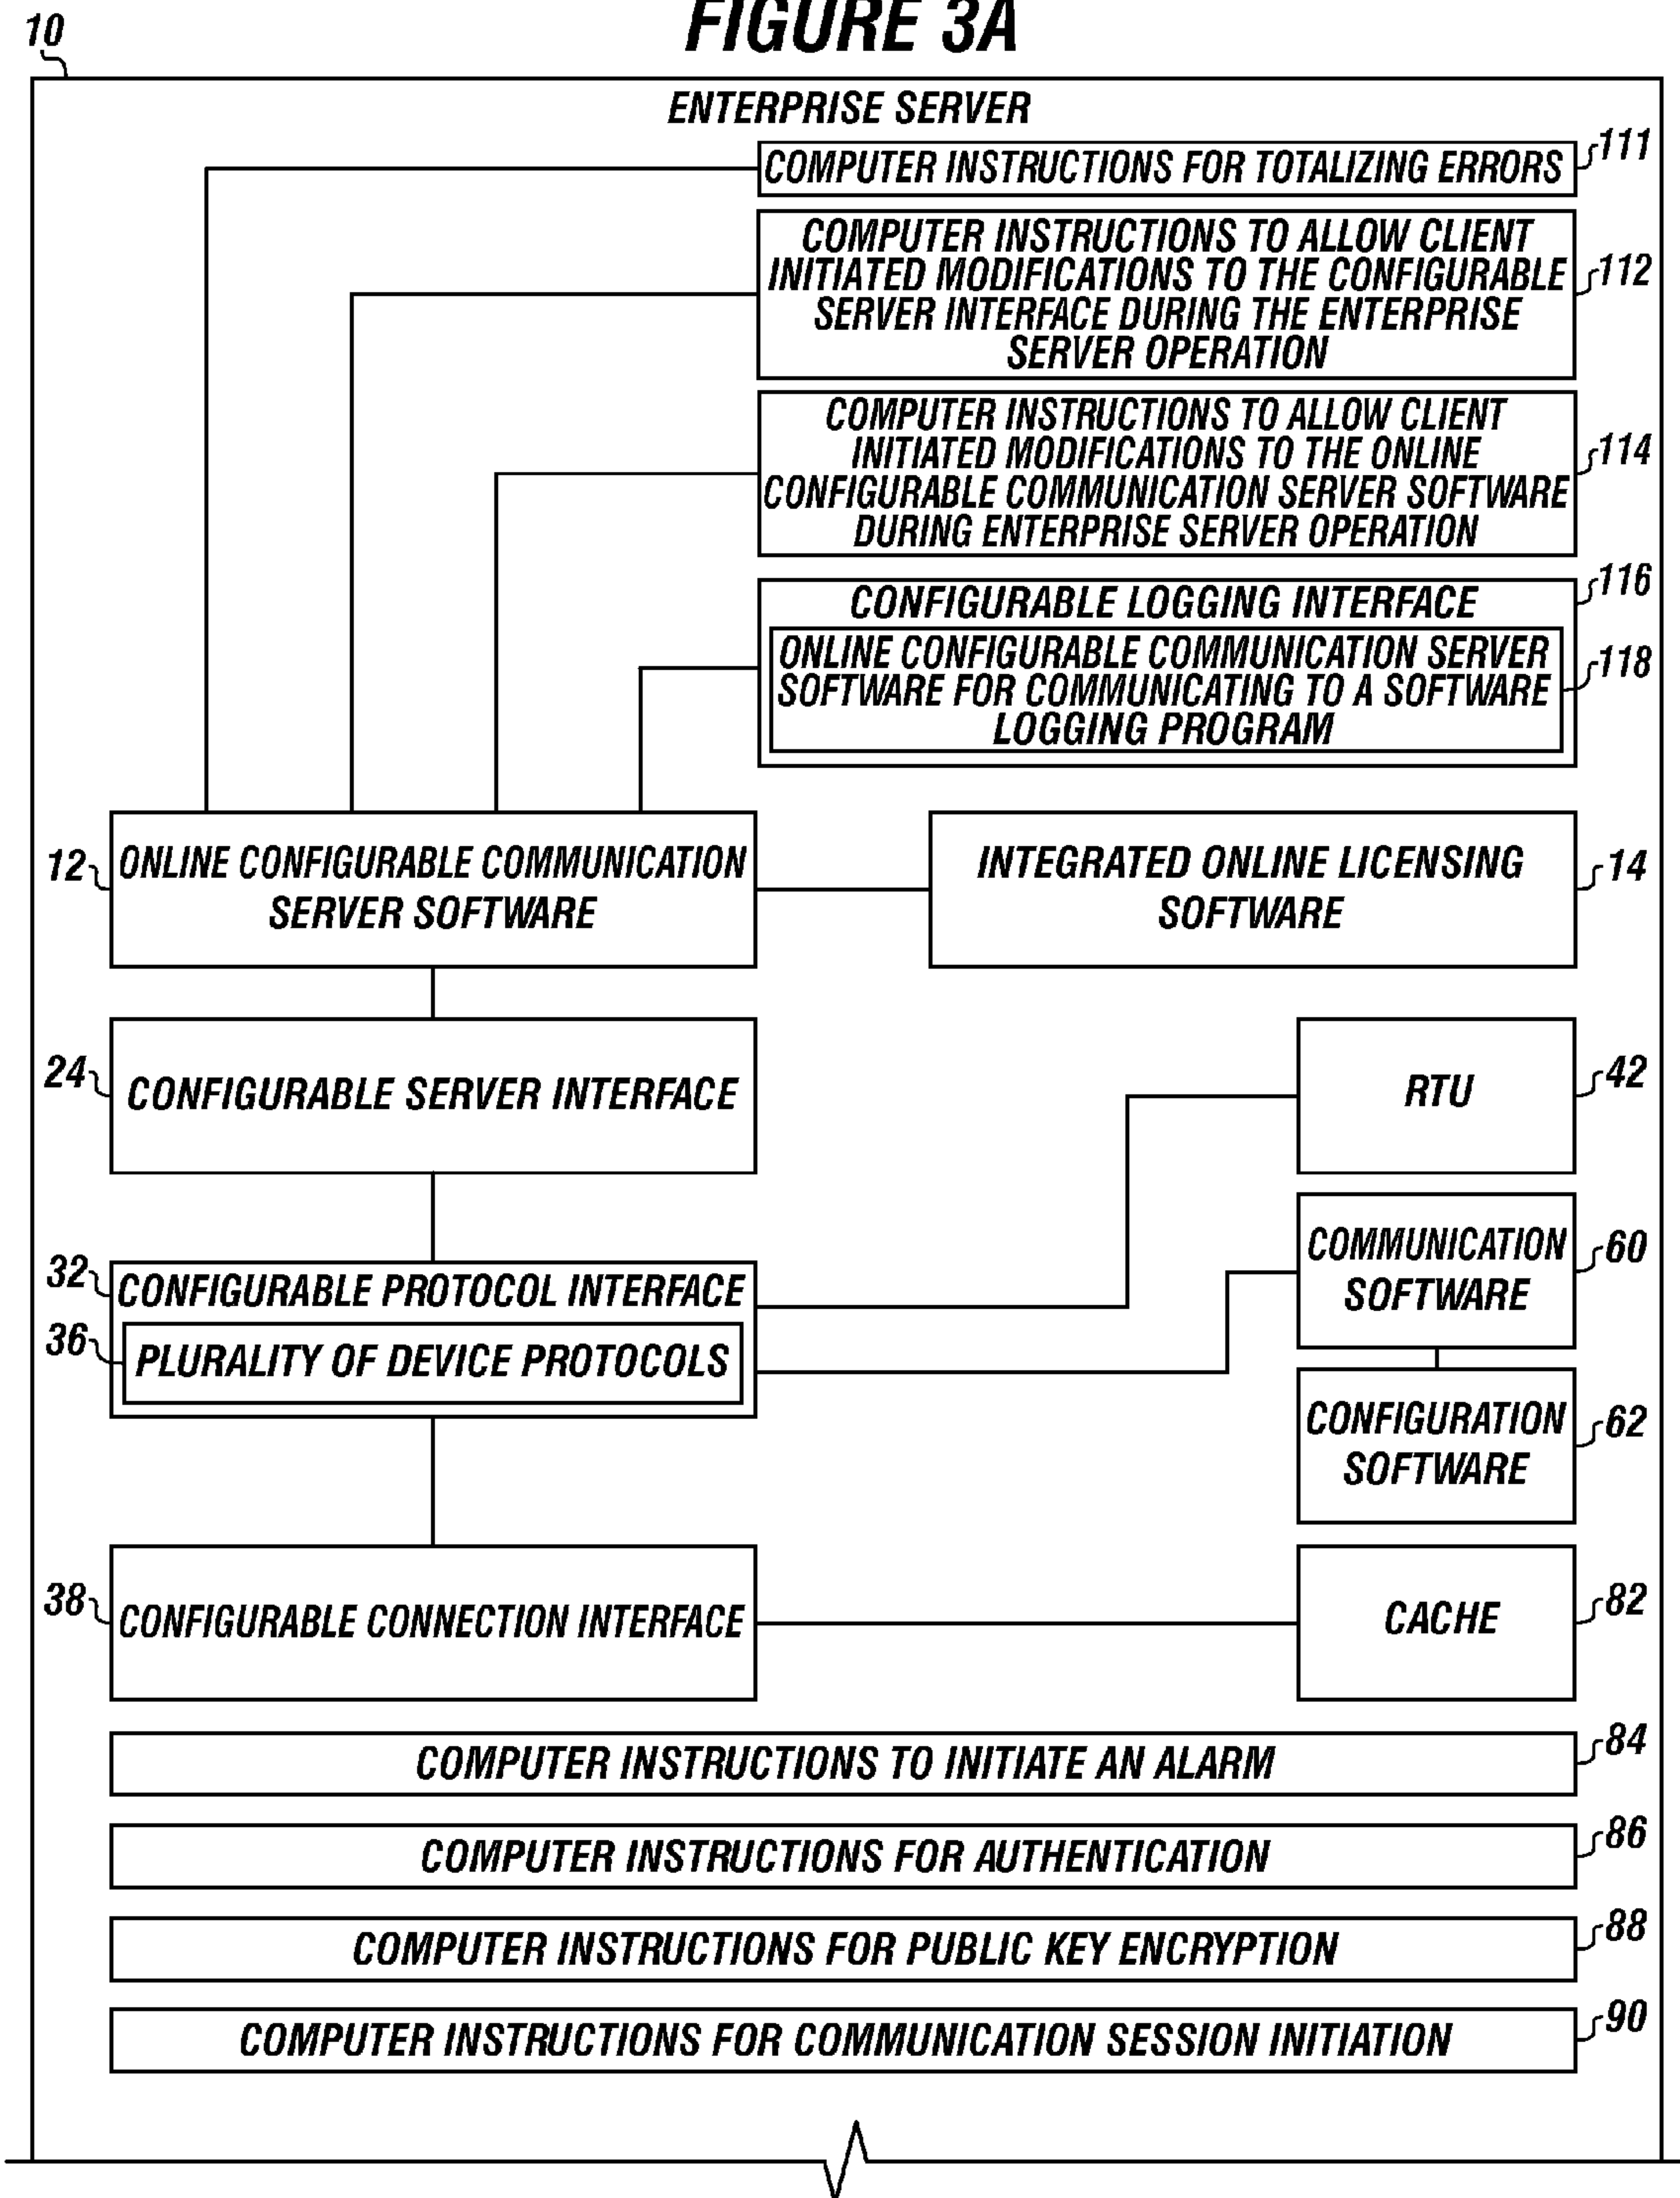 FIGURE 3A
10
ENTERPRISE SERVER
COMPUTER INSTRUCTIONS FOR TOTALIZING ERRORS
111
COMPUTER INSTRUCTIONS TO ALLOW CLIENT
INITIATED MODIFICATIONS TO THE CONFIGURABLE
SERVER INTERFACE DURING THE ENTERPRISE
SERVER OPERATION
112
COMPUTER INSTRUCTIONS TO ALLOW CLIENT
INITIATED MODIFICATIONS TO THE ONLINE
CONFIGURABLE COMMUNICATION SERVER SOFTWARE
DURING ENTERPRISE SERVER OPERATION
114
CONFIGURABLE LOGGING INTERFACE
116
ONLINE CONFIGURABLE COMMUNICATION SERVER
SOFTWARE FOR COMMUNICATING TO A SOFTWARE
LOGGING PROGRAM
118
12
ONLINE CONFIGURABLE COMMUNICATION
SERVER SOFTWARE
INTEGRATED ONLINE LICENSING
SOFTWARE
14
24
CONFIGURABLE SERVER INTERFACE
RTU
42
32
CONFIGURABLE PROTOCOL INTERFACE
36
PLURALITY OF DEVICE PROTOCOLS
COMMUNICATION
SOFTWARE
60
CONFIGURATION
SOFTWARE
62
38
CONFIGURABLE CONNECTION INTERFACE
CACHE
82
COMPUTER INSTRUCTIONS TO INITIATE AN ALARM
84
COMPUTER INSTRUCTIONS FOR AUTHENTICATION
86
COMPUTER INSTRUCTIONS FOR PUBLIC KEY ENCRYPTION
88
COMPUTER INSTRUCTIONS FOR COMMUNICATION SESSION INITIATION
90